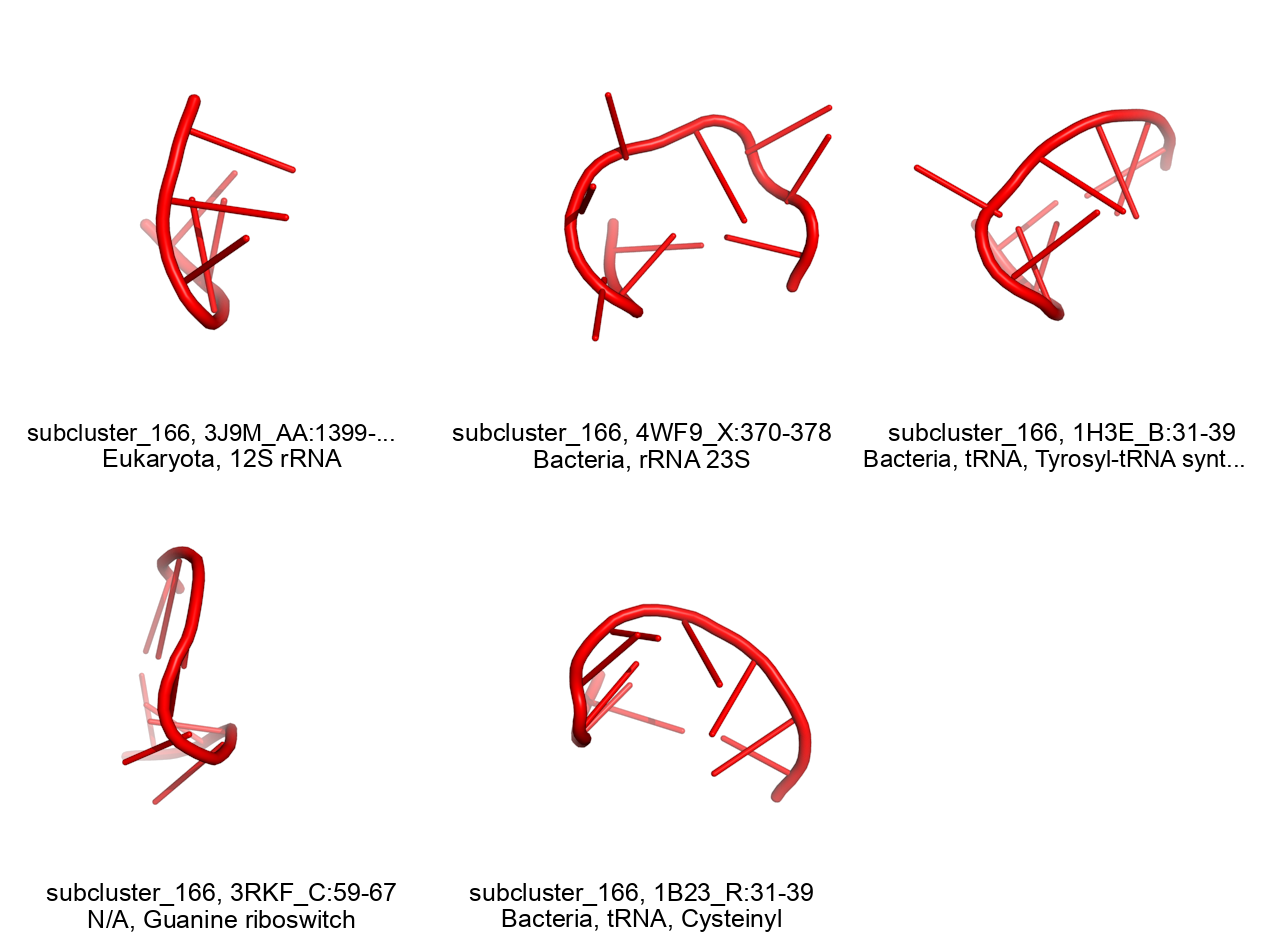 subcluster_166, 3J9M_AA:1399-...
Eukaryota, 12S rRNA
subcluster_166, 4WF9_X:370-378
Bacteria, rRNA 23S
subcluster_166, 1H3E_B:31-39
Bacteria, tRNA, Tyrosyl-tRNA synt...
subcluster_166, 3RKF_C:59-67
N/A, Guanine riboswitch
subcluster_166, 1B23_R:31-39
Bacteria, tRNA, Cysteinyl